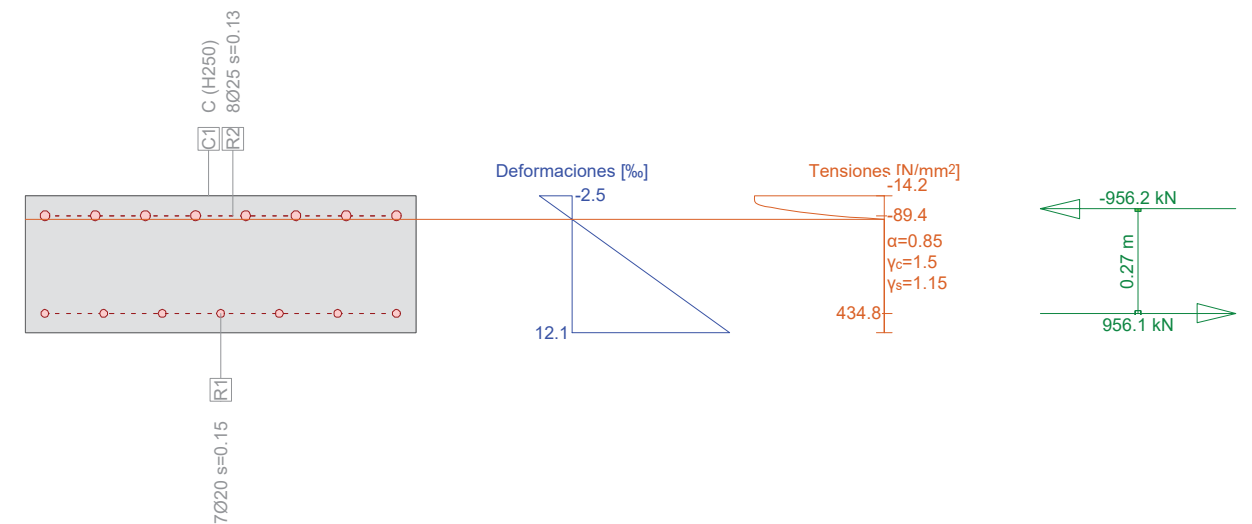 C1 C (H250)
R2 8Ø25 s=0.13
R1 7Ø20 s=0.15
Deformaciones [‰]
-2.5
12.1
Tensiones [N/mm²]
-14.2
-89.4
α=0.85
γc=1.5
γs=1.15
434.8
-956.2 kN
0.27 m
956.1 kN